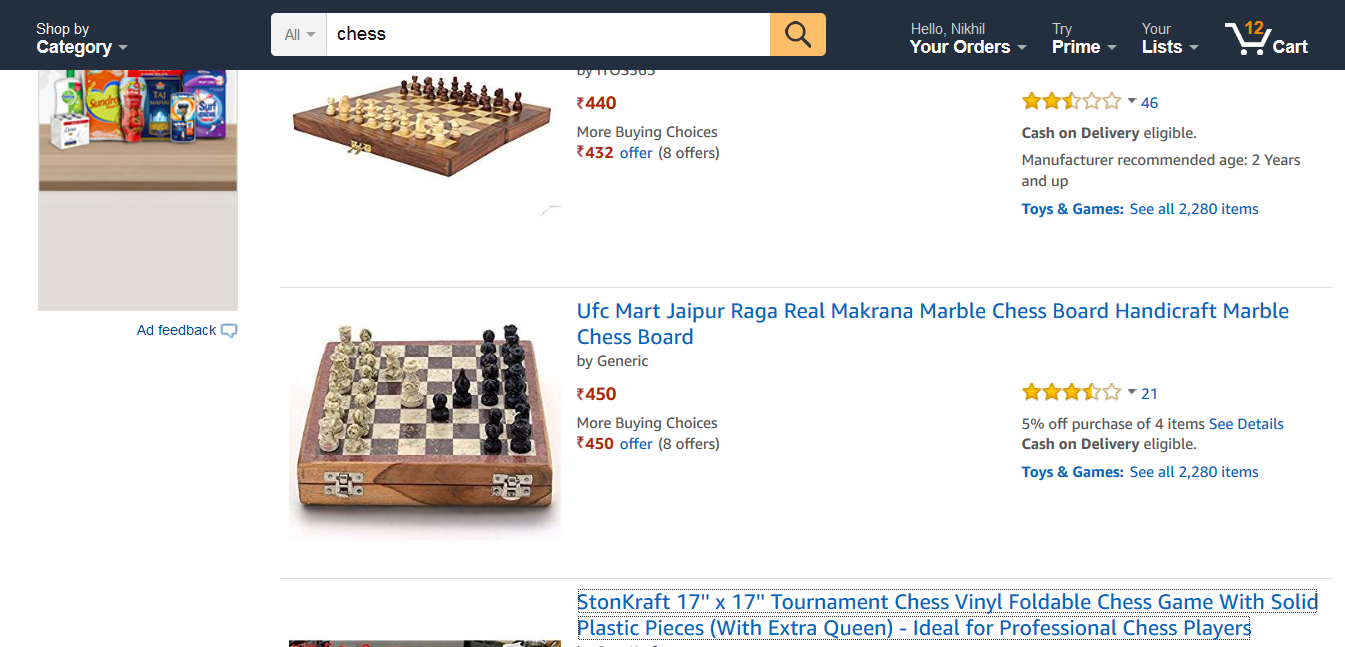 Shop by
Category
All
chess
Hello, Nikhil
Your Orders
Try
Prime
Your
Lists
12
Cart
Sundrop
TAJ MAHAL
Surf
Ad feedback
by ITOS365
₹440
More Buying Choices
₹432 offer (8 offers)
46
Cash on Delivery eligible.
Manufacturer recommended age: 2 Years
and up
Toys & Games: See all 2,280 items
Ufc Mart Jaipur Raga Real Makrana Marble Chess Board Handicraft Marble
Chess Board
by Generic
₹450
More Buying Choices
₹450 offer (8 offers)
21
5% off purchase of 4 items See Details
Cash on Delivery eligible.
Toys & Games: See all 2,280 items
StonKraft 17" x 17" Tournament Chess Vinyl Foldable Chess Game With Solid
Plastic Pieces (With Extra Queen) - Ideal for Professional Chess Players